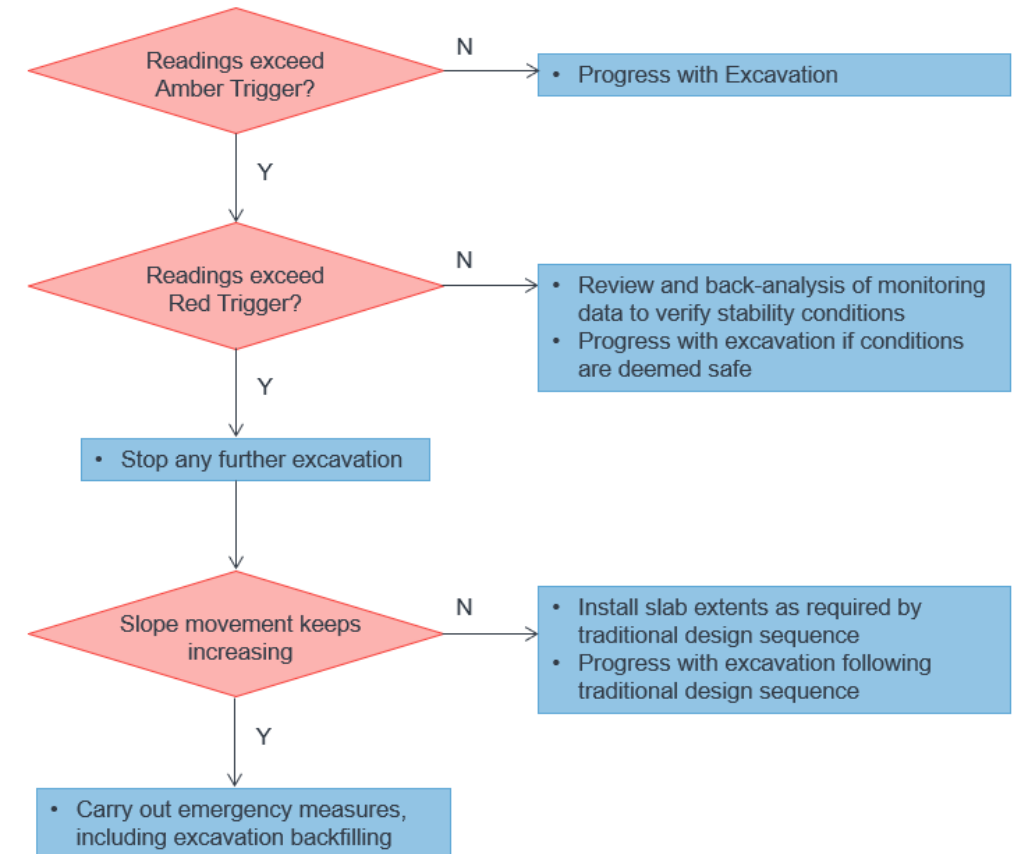 Readings exceed
Amber Trigger?
N
• Progress with Excavation
Y
Readings exceed
Red Trigger?
N
• Review and back-analysis of monitoring
data to verify stability conditions
• Progress with excavation if conditions
are deemed safe
Y
• Stop any further excavation
Slope movement keeps
increasing
N
• Install slab extents as required by
traditional design sequence
• Progress with excavation following
traditional design sequence
Y
• Carry out emergency measures,
including excavation backfilling